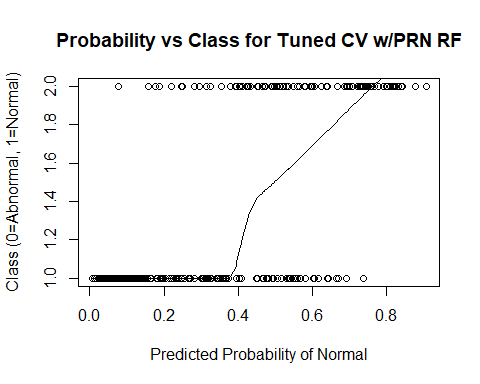 Probability vs Class for Tuned CV w/PRN RF
Class (0=Abnormal, 1=Normal)
2.0
1.8
1.6
1.4
1.2
1.0
0.0 0.2 0.4 0.6 0.8
Predicted Probability of Normal